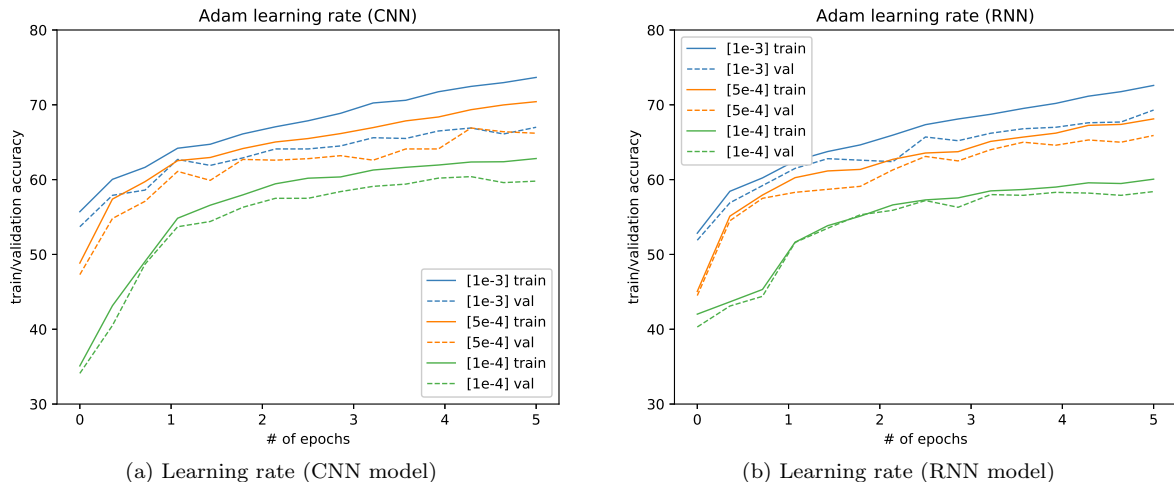 Adam learning rate (CNN)
train/validation accuracy
80
70
60
50
40
30
[1e-3] train
[1e-3] val
[5e-4] train
[5e-4] val
[1e-4] train
[1e-4] val
0 1 2 3 4 5
# of epochs
(a) Learning rate (CNN model)
Adam learning rate (RNN)
train/validation accuracy
80
70
60
50
40
30
[1e-3] train
[1e-3] val
[5e-4] train
[5e-4] val
[1e-4] train
[1e-4] val
0 1 2 3 4 5
# of epochs
(b) Learning rate (RNN model)